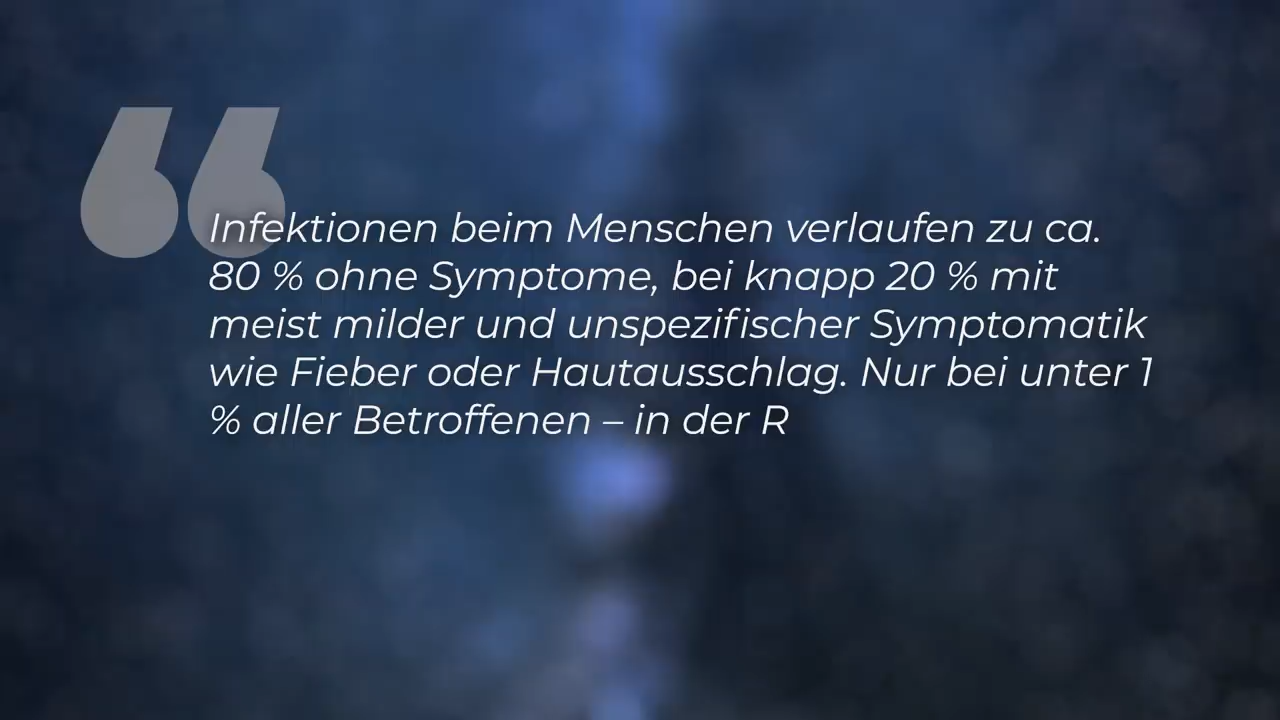 Infektionen beim Menschen verlaufen zu ca.
80 % ohne Symptome, bei knapp 20 % mit
meist milder und unspezifischer Symptomatik
wie Fieber oder Hautausschlag. Nur bei unter 1
% aller Betroffenen – in der R